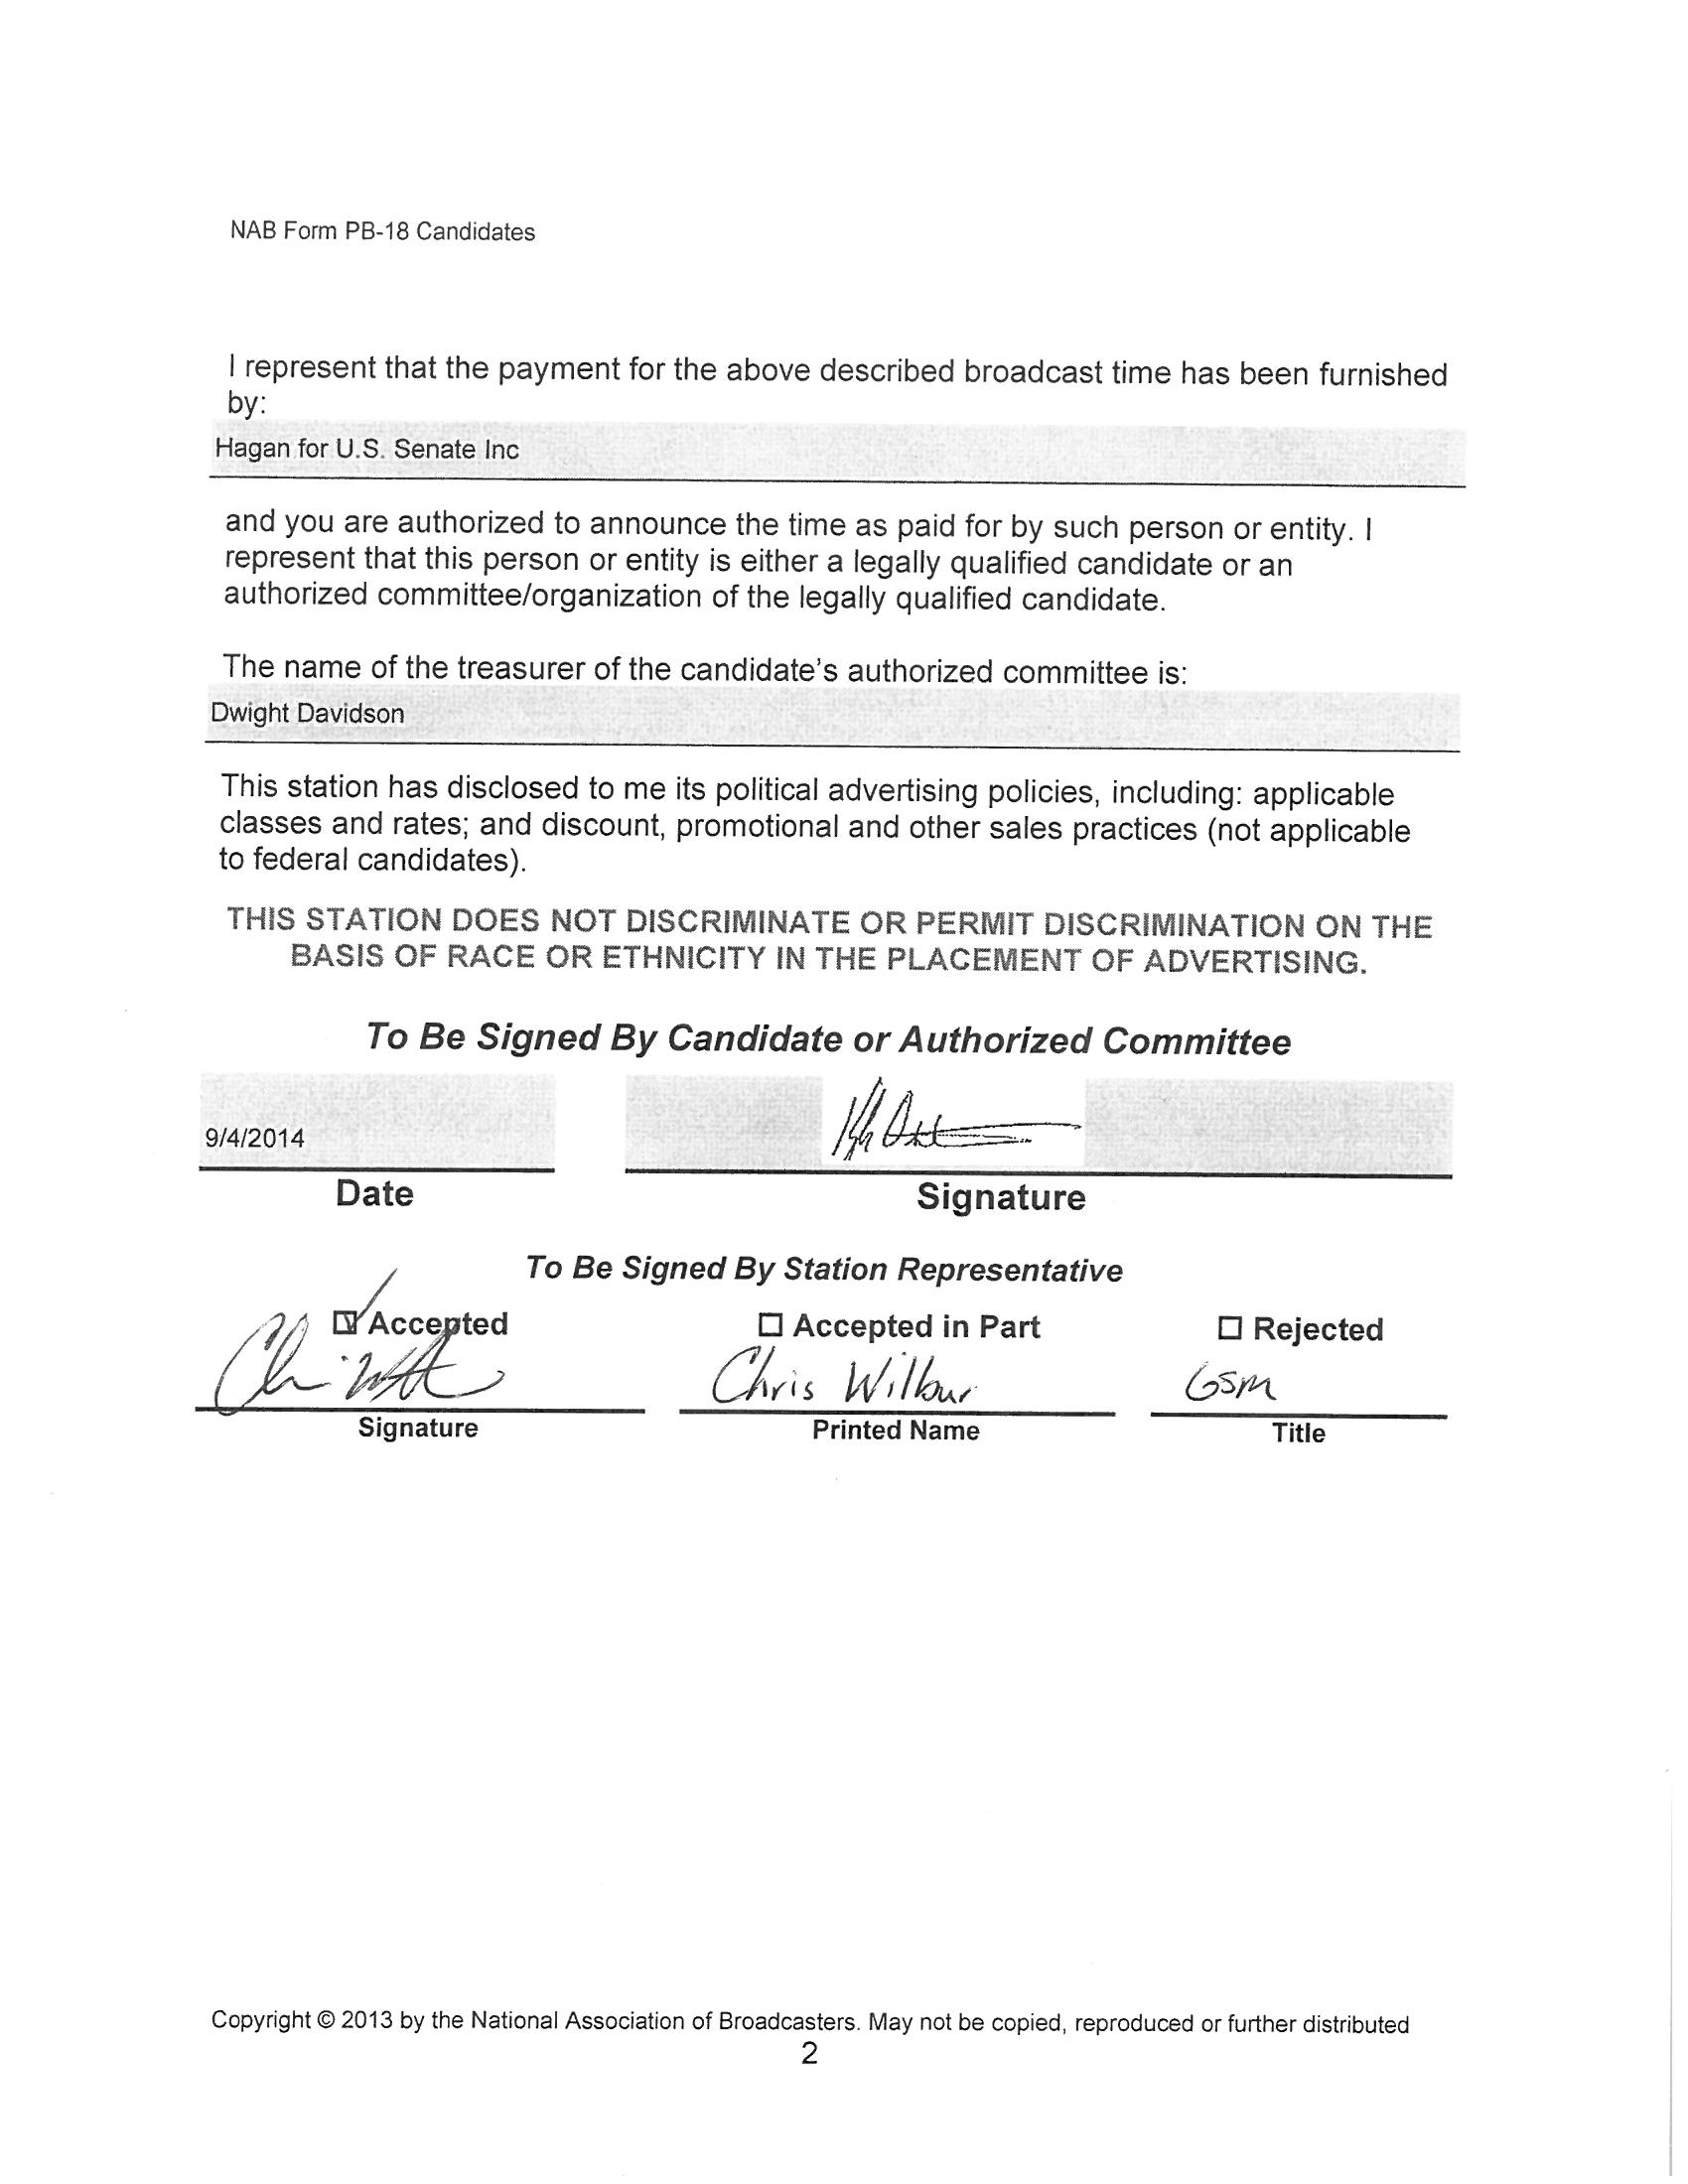 NAB Form PB-18 Candidates
I represent that the payment for the above described broadcast time has been furnished
by:
Hagan for U.S. Senate Inc
and you are authorized to announce the time as paid for by such person or entity. I
represent that this person or entity is either a legally qualified candidate or an
authorized committee/organization of the legally qualified candidate.
The name of the treasurer of the candidate's authorized committee is:
Dwight Davidson
This station has disclosed to me its political advertising policies, including: applicable
classes and rates; and discount, promotional and other sales practices (not applicable
to federal candidates).
THIS STATION DOES NOT DISCRIMINATE OR PERMIT DISCRIMINATION ON THE
BASIS OF RACE OR ETHNICITY IN THE PLACEMENT OF ADVERTISING.
To Be Signed By Candidate or Authorized Committee
9/4/2014
Date Signature
To Be Signed By Station Representative
Accepted Accepted in Part Rejected
Chris Wilbur GSM
Signature Printed Name Title
Copyright © 2013 by the National Association of Broadcasters. May not be copied, reproduced or further distributed
2